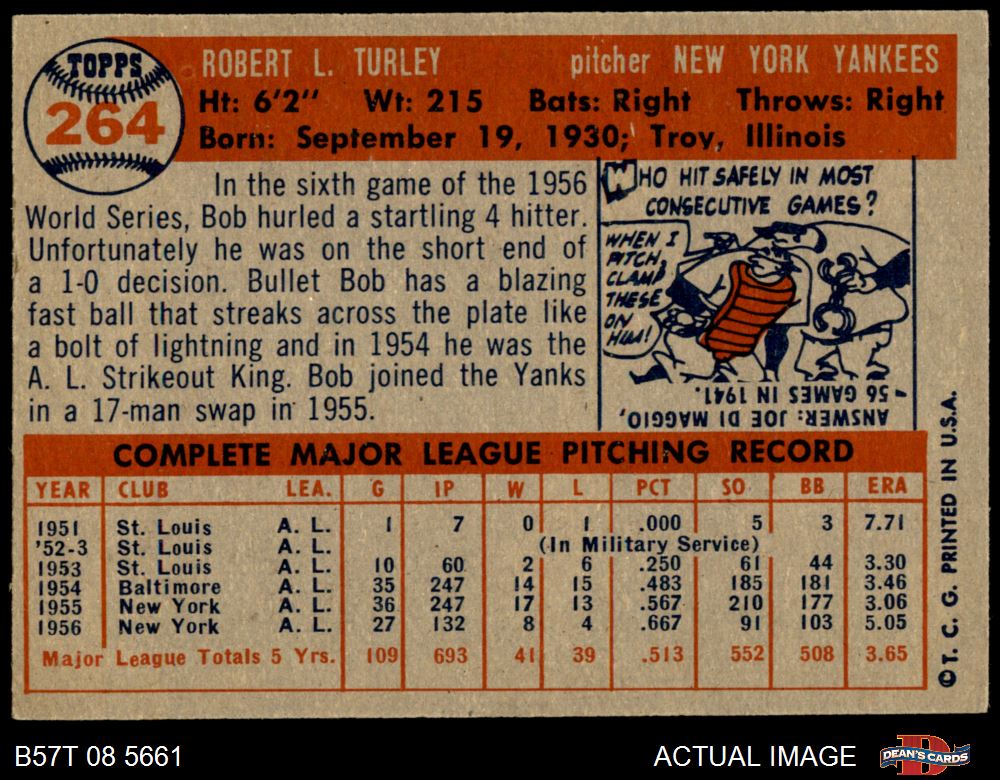 TOPPS
264
ROBERT L. TURLEY pitcher NEW YORK YANKEES
Ht: 6'2" Wt: 215 Bats: Right Throws: Right
Born: September 19, 1930; Troy, Illinois
In the sixth game of the 1956
World Series, Bob hurled a startling 4 hitter.
Unfortunately he was on the short end of
a 1-0 decision. Bullet Bob has a blazing
fast ball that streaks across the plate like
a bolt of lightning and in 1954 he was the
A. L. Strikeout King. Bob joined the Yanks
in a 17-man swap in 1955.
WHO HIT SAFELY IN MOST
CONSECUTIVE GAMES?
WHEN I
PITCH,
CLAMP
THESE
ON
HIM!
ANSWER: JOE DI MAGGIO,
- 56 GAMES IN 1941.
COMPLETE MAJOR LEAGUE PITCHING RECORD
YEAR CLUB LEA. G IP W L PCT SO BB ERA
1951 St. Louis A. L. 1 7 0 1 .000 5 3 7.71
'52-3 St. Louis A. L. (In Military Service)
1953 St. Louis A. L. 10 60 2 6 .250 61 44 3.30
1954 Baltimore A. L. 35 247 14 15 .483 185 181 3.46
1955 New York A. L. 36 247 17 13 .567 210 177 3.06
1956 New York A. L. 27 132 8 4 .667 91 103 5.05
Major League Totals 5 Yrs. 109 693 41 39 .513 552 508 3.65
©T. C. G. PRINTED IN U.S.A.
B57T 08 5661 ACTUAL IMAGE DEAN'S CARDS